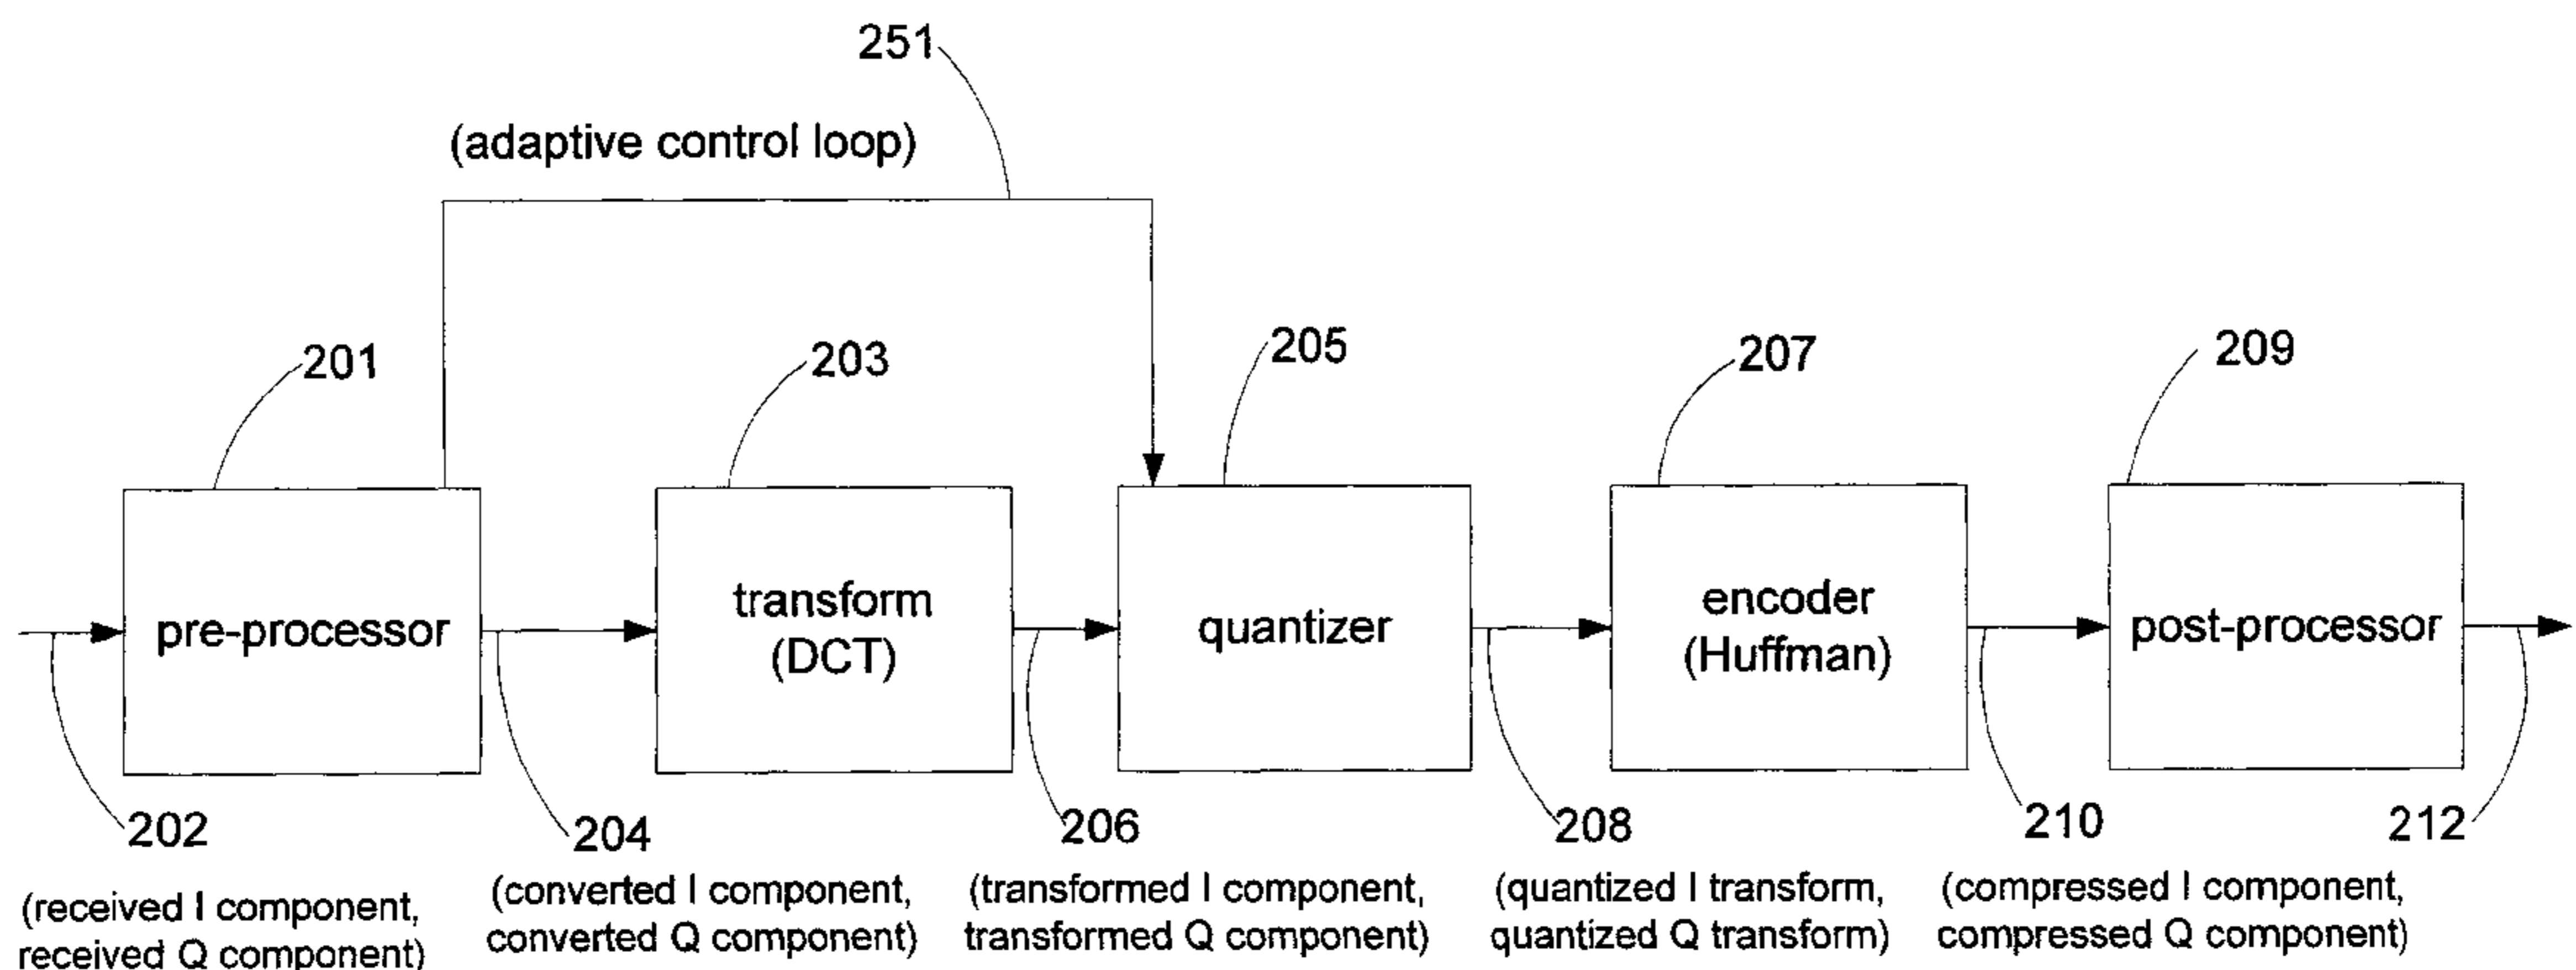 251
(adaptive control loop)
201
203
205
207
209
pre-processor
transform
(DCT)
quantizer
encoder
(Huffman)
post-processor
202
204
206
208
210
212
(received I component,
received Q component)
(converted I component,
converted Q component)
(transformed I component,
transformed Q component)
(quantized I transform,
quantized Q transform)
(compressed I component,
compressed Q component)